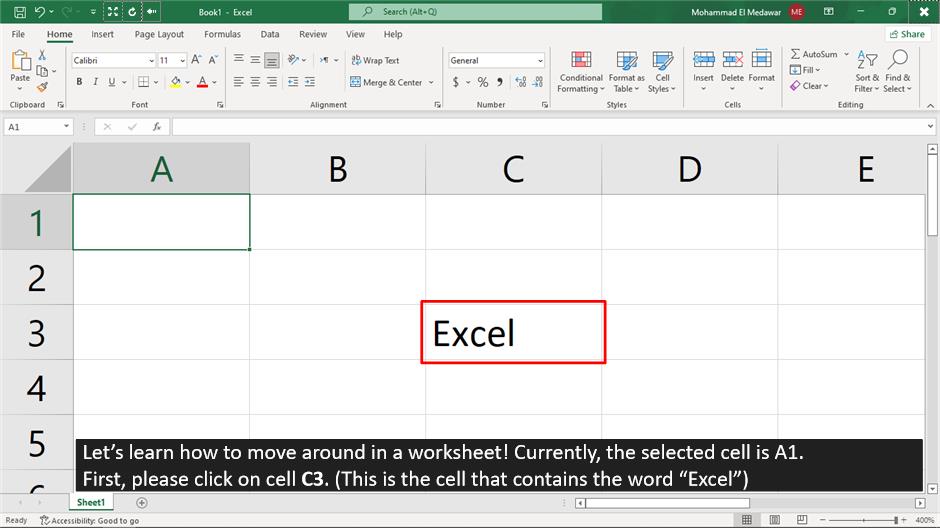 Book1 - Excel
Search (Alt+Q)
Mohammad El Medawar
ME
File Home Insert Page Layout Formulas Data Review View Help
Share
Paste
Clipboard
Calibri 11
B I U
Font
Wrap Text
Merge & Center
Alignment
General
$ % ,
Number
Conditional Formatting
Format as Table
Cell Styles
Styles
Insert Delete Format
Cells
AutoSum
Fill
Clear
Sort & Filter
Find & Select
Editing
A1
fx
A B C D E
1
2
3 Excel
4
5
6
Let’s learn how to move around in a worksheet! Currently, the selected cell is A1.
First, please click on cell C3. (This is the cell that contains the word “Excel”)
Sheet1
Ready Accessibility: Good to go 400%